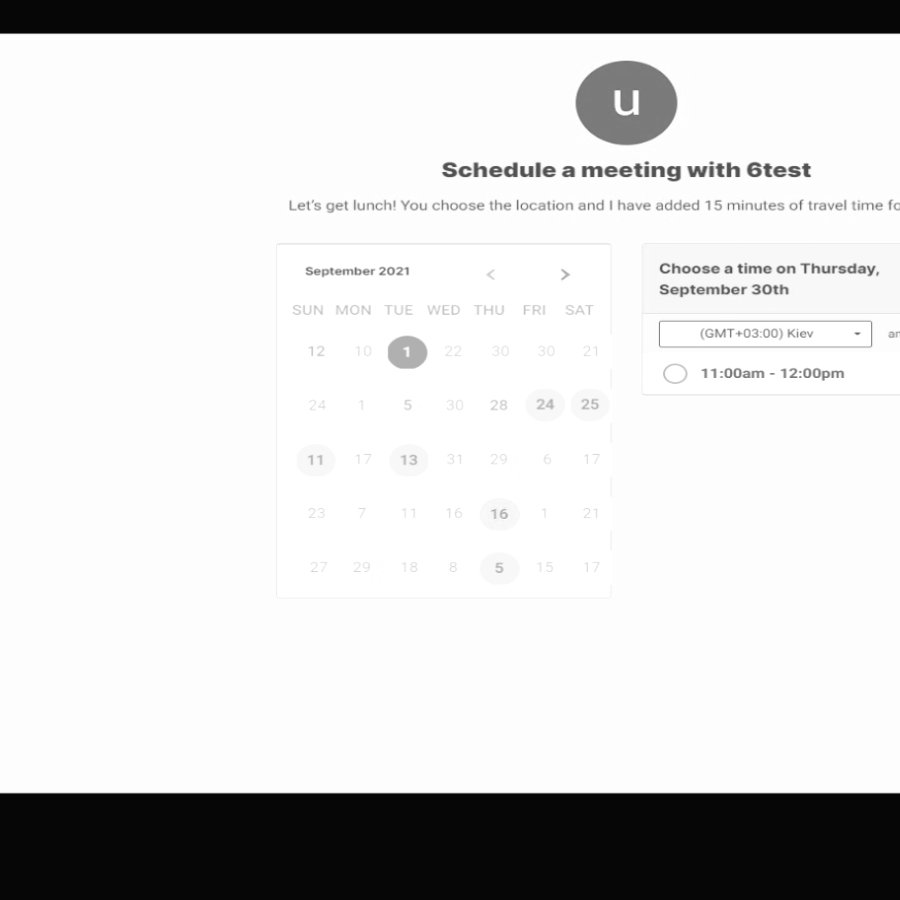 u
Schedule a meeting with 6test
Let's get lunch! You choose the location and I have added 15 minutes of travel time
September 2021 < >
SUN MON TUE WED THU FRI SAT
12 10 1 22 30 30 21
24 1 5 30 28 24 25
11 17 13 31 29 6 17
23 7 11 16 16 1 21
27 29 18 8 5 15 17
Choose a time on Thursday,
September 30th
(GMT+03:00) Kiev
11:00am - 12:00pm